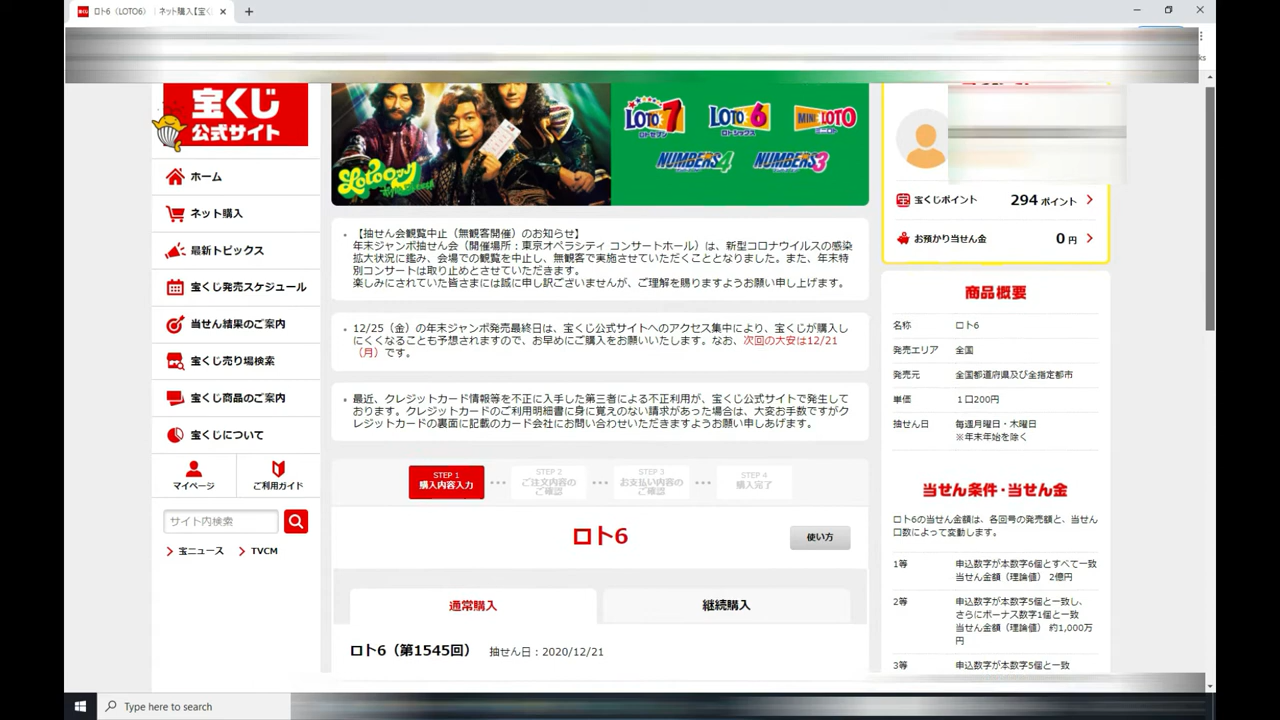 ロト6（LOTO6）｜ネット購入【宝く
宝くじ
公式サイト
ホーム
ネット購入
最新トピックス
宝くじ発売スケジュール
当せん結果のご案内
宝くじ売り場検索
宝くじ商品のご案内
宝くじについて
マイページ
ご利用ガイド
サイト内検索
宝ニュース
TVCM
LOTO 7
ロトセブン
LOTO 6
ロトシックス
MINI LOTO
ミニロト
NUMBERS4
NUMBERS3
【抽せん会観覧中止（無観客開催）のお知らせ】
年末ジャンボ抽せん会（開催場所：東京オペラシティ コンサートホール）は、新型コロナウイルスの感染
拡大状況に鑑み、会場での観覧を中止し、無観客で実施させていただくこととなりました。また、年末特
別コンサートは取り止めとさせていただきます。
楽しみにされていた皆さまには誠に申し訳ございませんが、ご理解を賜りますようお願い申し上げます。
12/25（金）の年末ジャンボ発売最終日は、宝くじ公式サイトへのアクセス集中により、宝くじが購入し
にくくなることも予想されますので、お早めにご購入をお願いいたします。なお、次回の大安は12/21
（月）です。
最近、クレジットカード情報等を不正に入手した第三者による不正利用が、宝くじ公式サイトで発生して
おります。クレジットカードのご利用明細書に身に覚えのない請求があった場合は、大変お手数ですがク
レジットカードの裏面に記載のカード会社にお問い合わせいただきますようお願い申しあげます。
STEP 1
購入内容入力
STEP 2
ご注文内容の
ご確認
STEP 3
お支払い内容の
ご確認
STEP 4
購入完了
ロト6
使い方
通常購入
継続購入
ロト6（第1545回） 抽せん日：2020/12/21
宝くじポイント 294 ポイント
お預かり当せん金 0 円
商品概要
名称 ロト6
発売エリア 全国
発売元 全国都道府県及び全指定都市
単価 １口200円
抽せん日 毎週月曜日・木曜日
※年末年始を除く
当せん条件・当せん金
ロト6の当せん金額は、各回号の発売額と、当せん
口数によって変動します。
1等 申込数字が本数字6個とすべて一致
当せん金額（理論値） 2億円
2等 申込数字が本数字5個と一致し、
さらにボーナス数字1個と一致
当せん金額（理論値） 約1,000万
円
3等 申込数字が本数字5個と一致
Type here to search